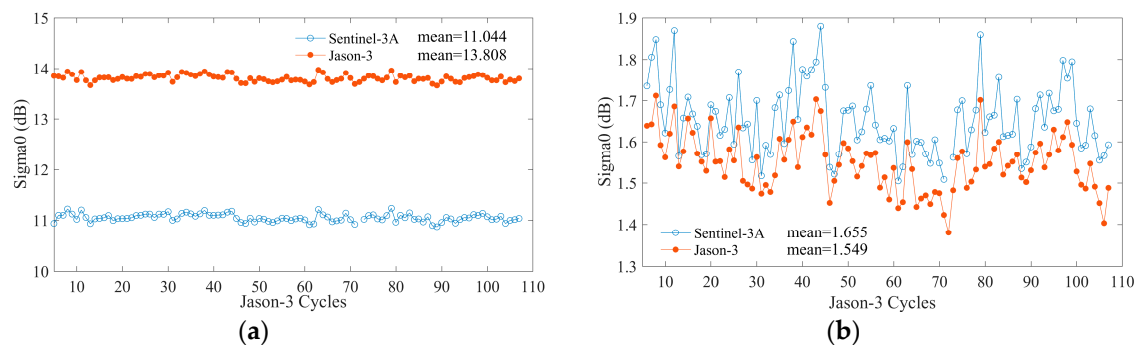 15
14
13
12
11
10
Sigma0 (dB)
Sentinel-3A mean=11.044
Jason-3 mean=13.808
10 20 30 40 50 60 70 80 90 100 110
Jason-3 Cycles
(a)
1.9
1.8
1.7
1.6
1.5
1.4
1.3
Sigma0 (dB)
Sentinel-3A mean=1.655
Jason-3 mean=1.549
10 20 30 40 50 60 70 80 90 100 110
Jason-3 Cycles
(b)